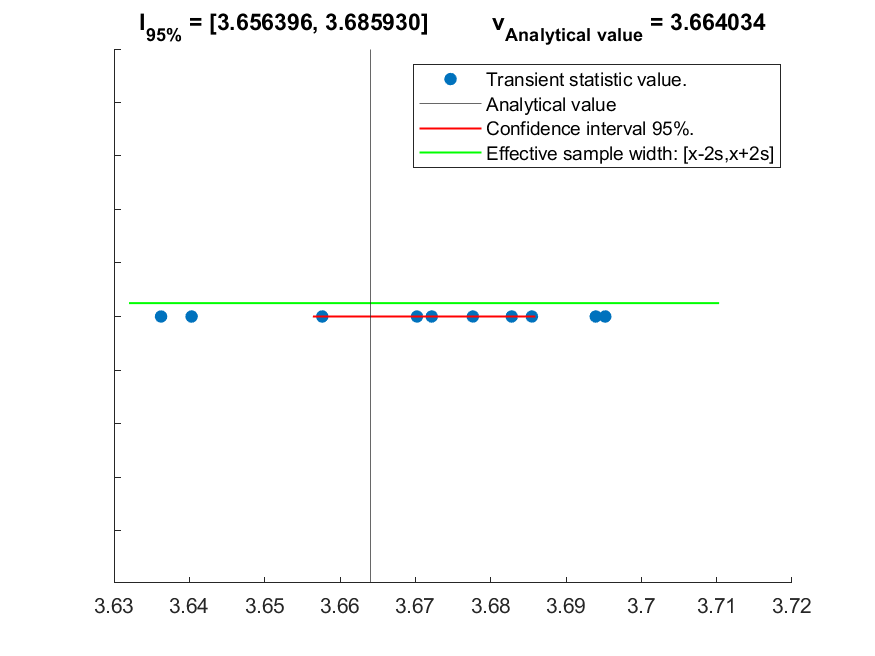 I95% = [3.656396, 3.685930] vAnalytical value = 3.664034
Transient statistic value.
Analytical value
Confidence interval 95%.
Effective sample width: [x-2s,x+2s]
3.63 3.64 3.65 3.66 3.67 3.68 3.69 3.7 3.71 3.72